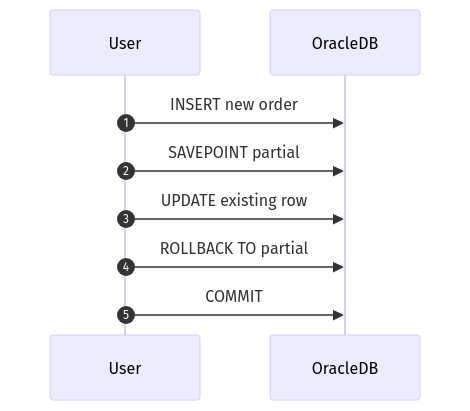 User
OracleDB
INSERT new order
1
SAVEPOINT partial
2
UPDATE existing row
3
ROLLBACK TO partial
4
COMMIT
5
User
OracleDB